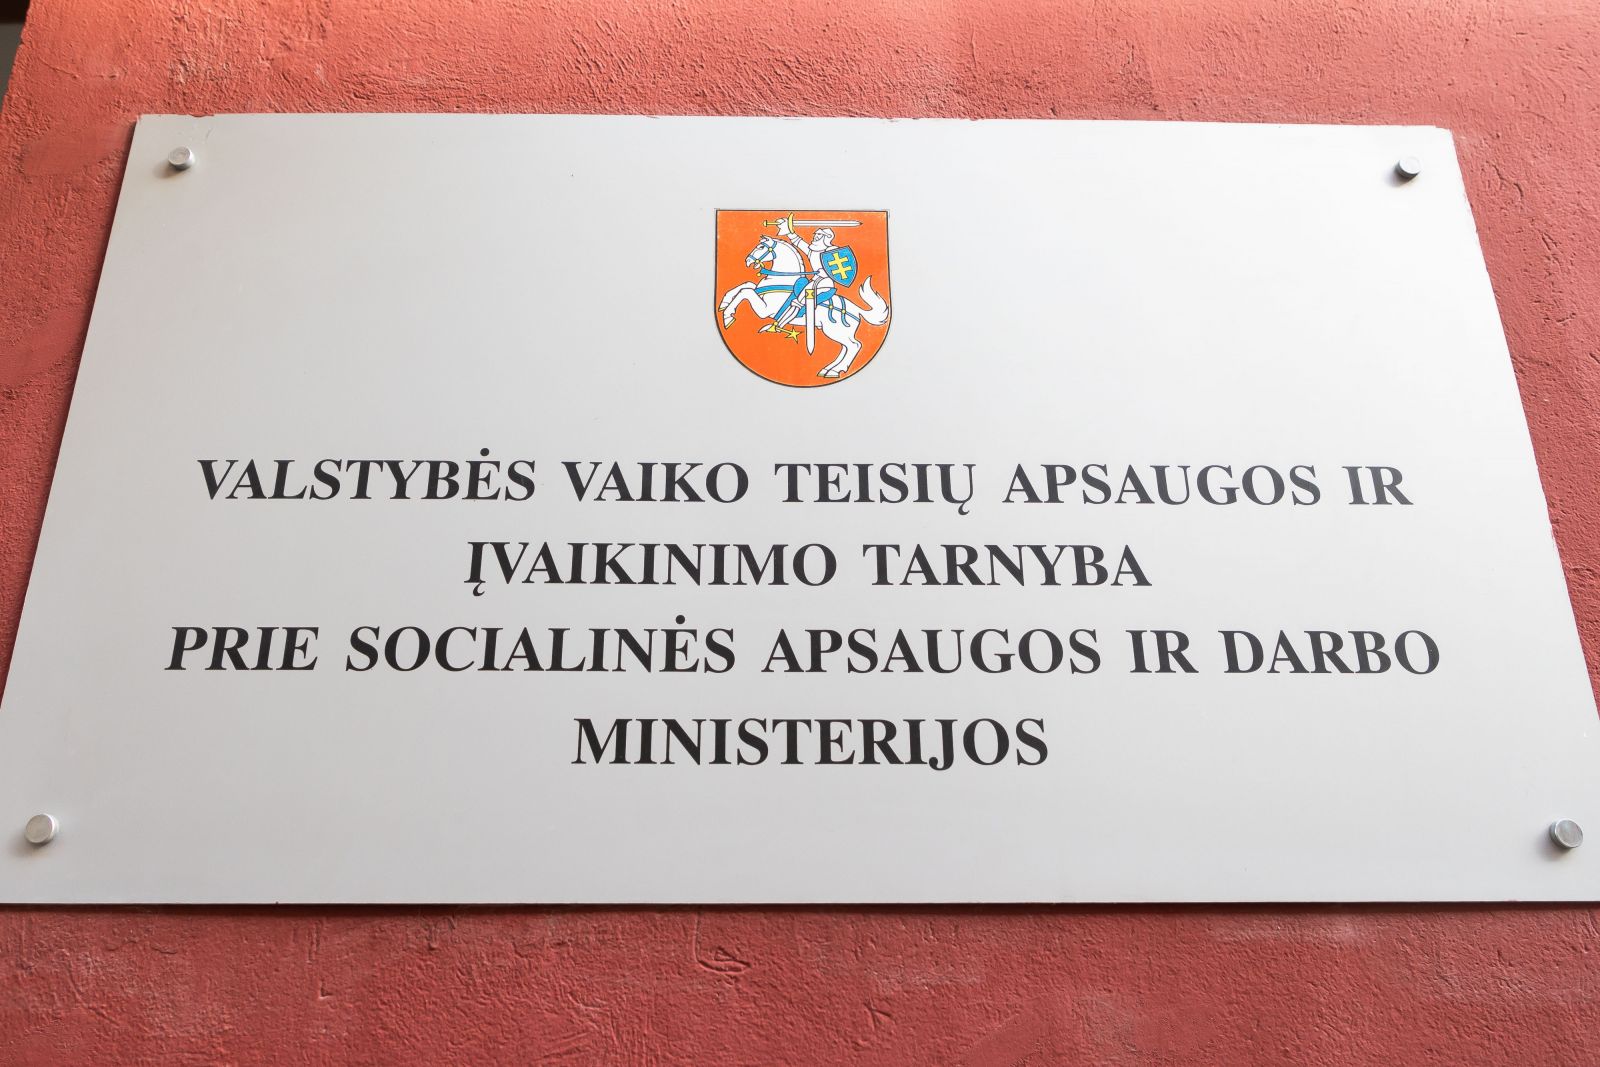 VALSTYBĖS VAIKO TEISIŲ APSAUGOS IR
ĮVAIKINIMO TARNYBA
PRIE SOCIALINĖS APSAUGOS IR DARBO
MINISTERIJOS